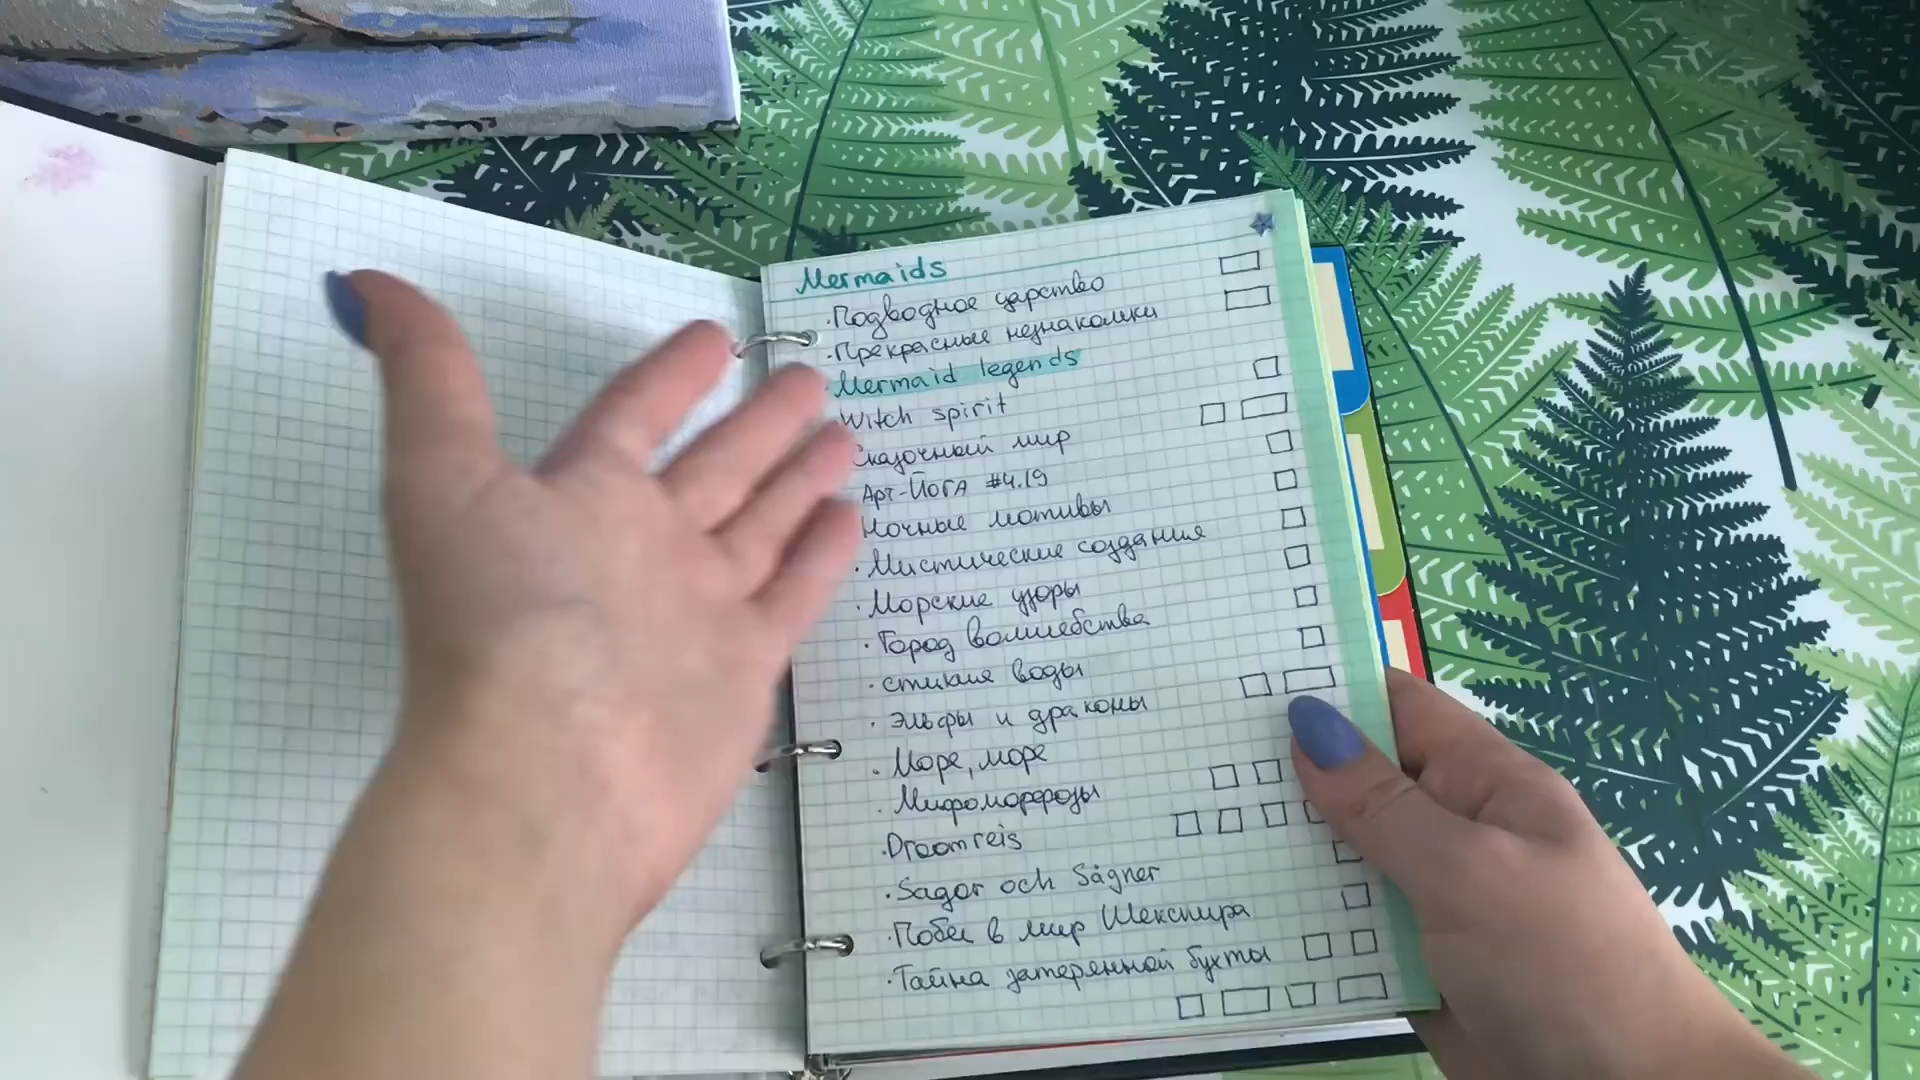 Mermaids
·Подводное царство
·Прекрасные незнакомки
·Mermaid legends
Witch spirit
Сказочный мир
Арт-Йога #4.19
Ночные мотивы
·Мистические создания
·Морские узоры
·Город волшебства
·стихия воды
·Эльфы и драконы
·Море, море
·Мифоморфозы
·Droomreis
·Sagor och Sägner
·Побег в мир Шекспира
·Тайна затерянной бухты